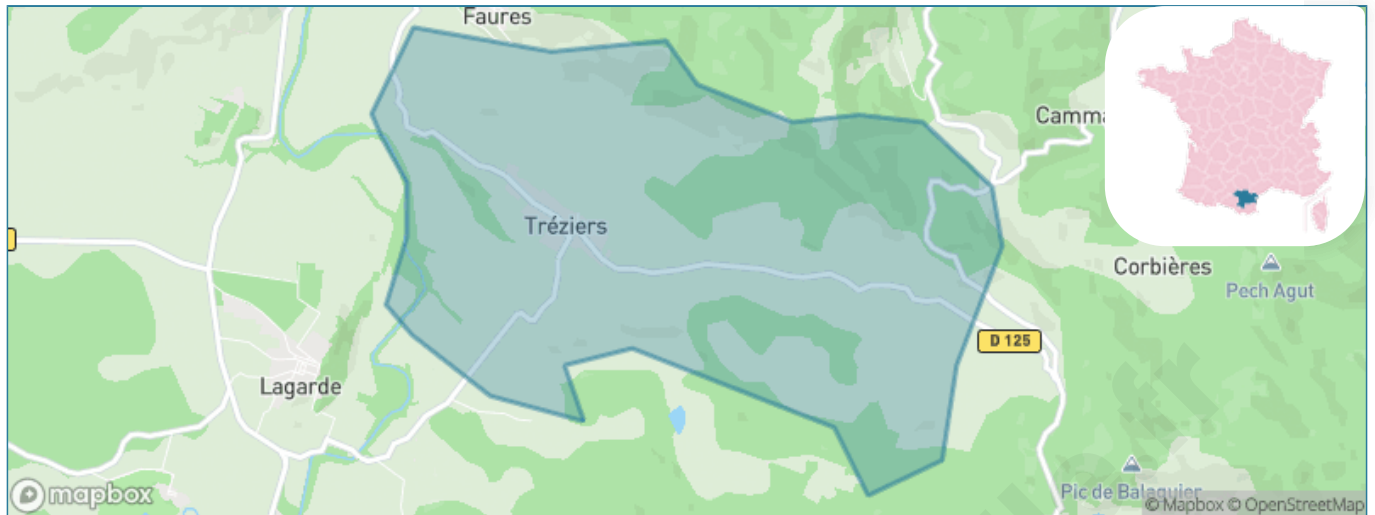 Faures
Camma
Tréziers
Corbières
Pech Agut
D 125
Lagarde
Pic de Balaguier
mapbox
© Mapbox © OpenStreetMap